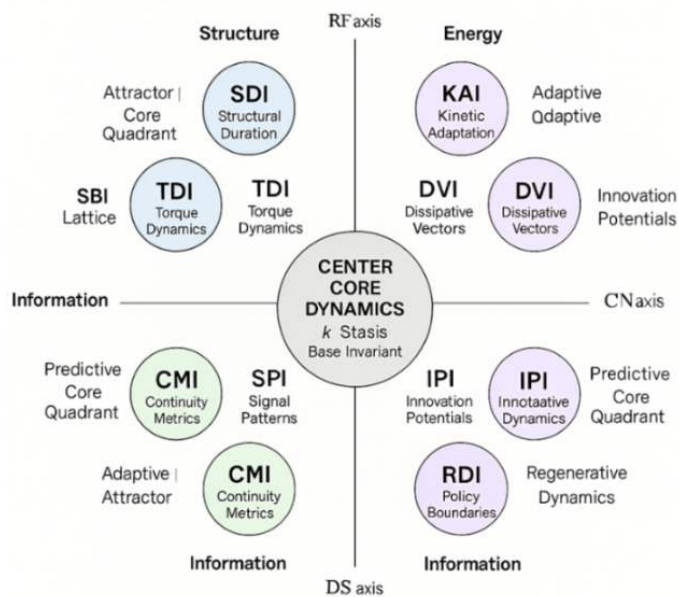 RF axis
Structure
Energy
Attractor |
Core
Quadrant
SDI
Structural
Duration
KAI
Kinetic
Adaptation
Adaptive
Qdaptive
SBI
Lattice
TDI
Torque
Dynamics
TDI
Torque
Dynamics
DVI
Dissipative
Vectors
DVI
Dissipative
Vectors
Innovation
Potentials
CENTER
CORE
DYNAMICS
k Stasis
Base Invariant
Information
CN axis
Predictive
Core
Quadrant
CMI
Continuity
Metrics
SPI
Signal
Patterns
IPI
Innovation
Potentials
IPI
Innotaative
Dynamics
Predictive
Core
Quadrant
Adaptive |
Attractor
CMI
Continuity
Metrics
RDI
Policy
Boundaries
Regenerative
Dynamics
Information
Information
DS axis